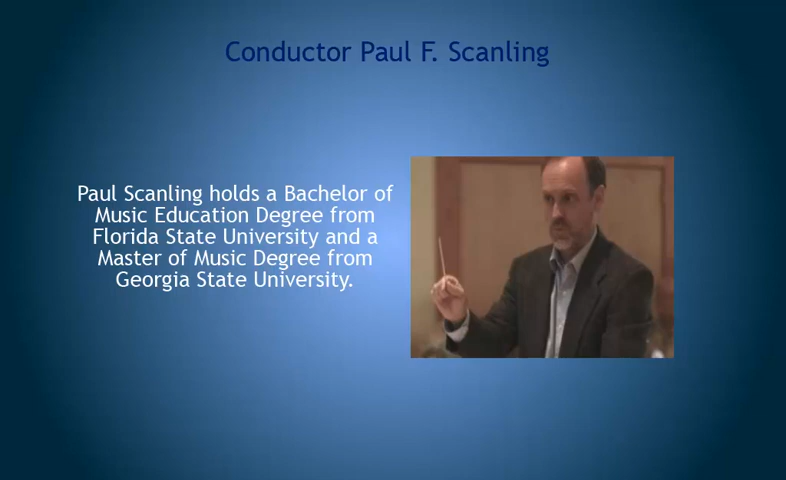 Conductor Paul F. Scanling
Paul Scanling holds a Bachelor of
Music Education Degree from
Florida State University and a
Master of Music Degree from
Georgia State University.